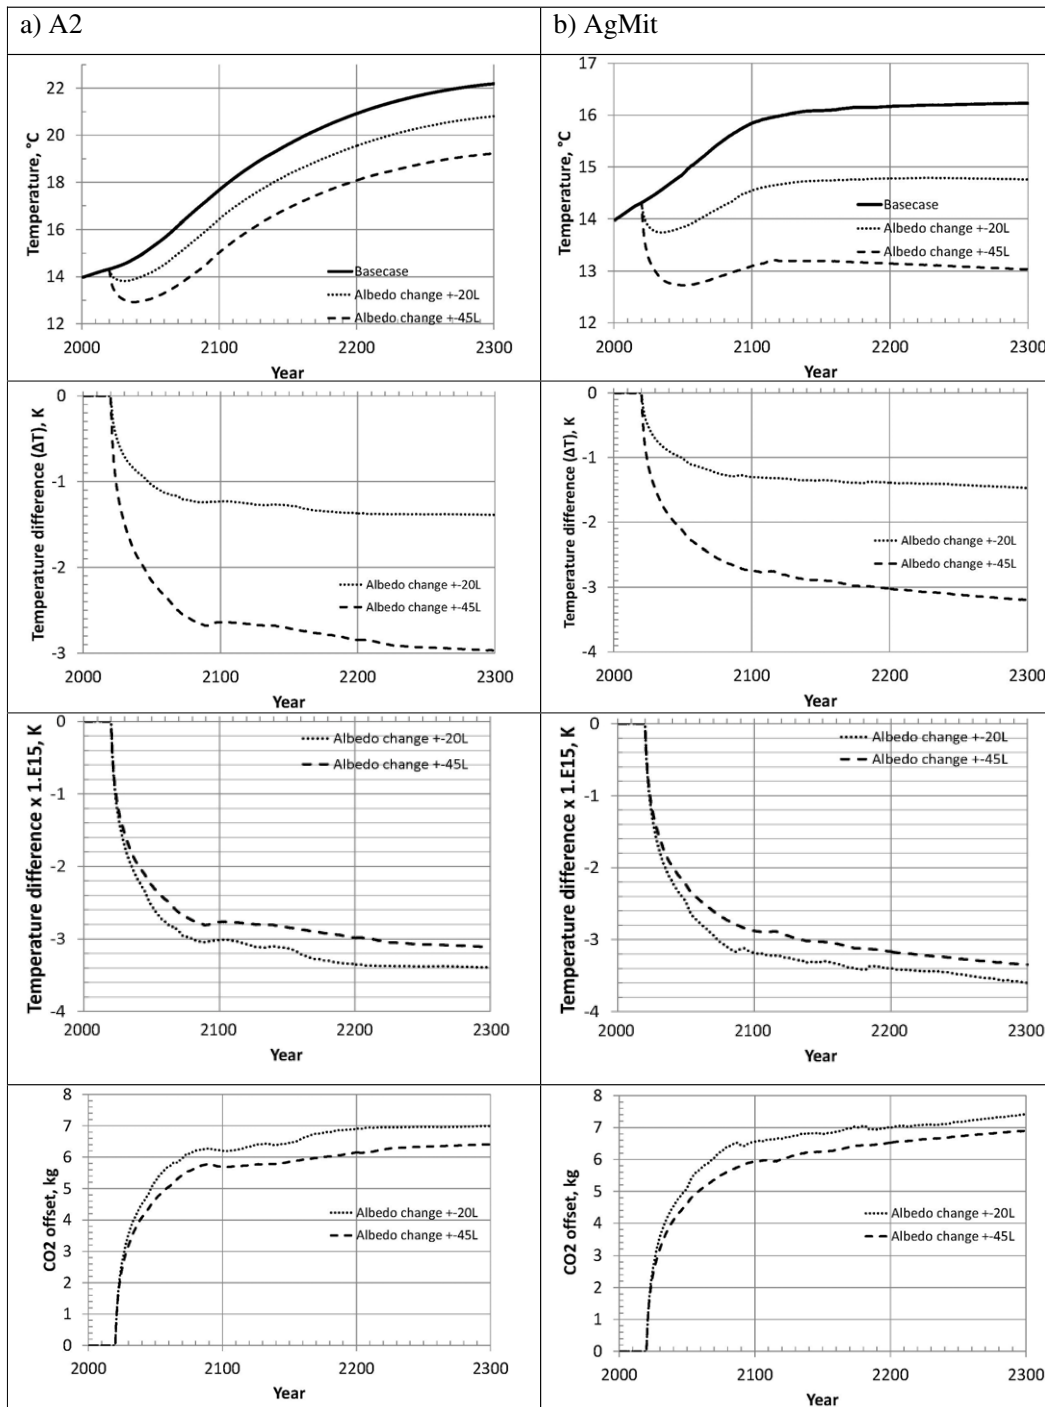 a) A2
b) AgMit
Temperature, °C
22
20
18
16
14
12
Basecase
Albedo change +-20L
Albedo change +-45L
2000
2100
2200
2300
Year
Temperature, °C
17
16
15
14
13
12
Basecase
Albedo change +-20L
Albedo change +-45L
2000
2100
2200
2300
Year
Temperature difference (ΔT), K
0
-1
-2
-3
Albedo change +-20L
Albedo change +-45L
2000
2100
2200
2300
Year
Temperature difference (ΔT), K
0
-1
-2
-3
-4
Albedo change +-20L
Albedo change +-45L
2000
2100
2200
2300
Year
Temperature difference x 1.E15, K
0
-1
-2
-3
-4
Albedo change +-20L
Albedo change +-45L
2000
2100
2200
2300
Year
Temperature difference x 1.E15, K
0
-1
-2
-3
-4
Albedo change +-20L
Albedo change +-45L
2000
2100
2200
2300
Year
CO2 offset, kg
8
7
6
5
4
3
2
1
0
Albedo change +-20L
Albedo change +-45L
2000
2100
2200
2300
Year
CO2 offset, kg
8
7
6
5
4
3
2
1
0
Albedo change +-20L
Albedo change +-45L
2000
2100
2200
2300
Year